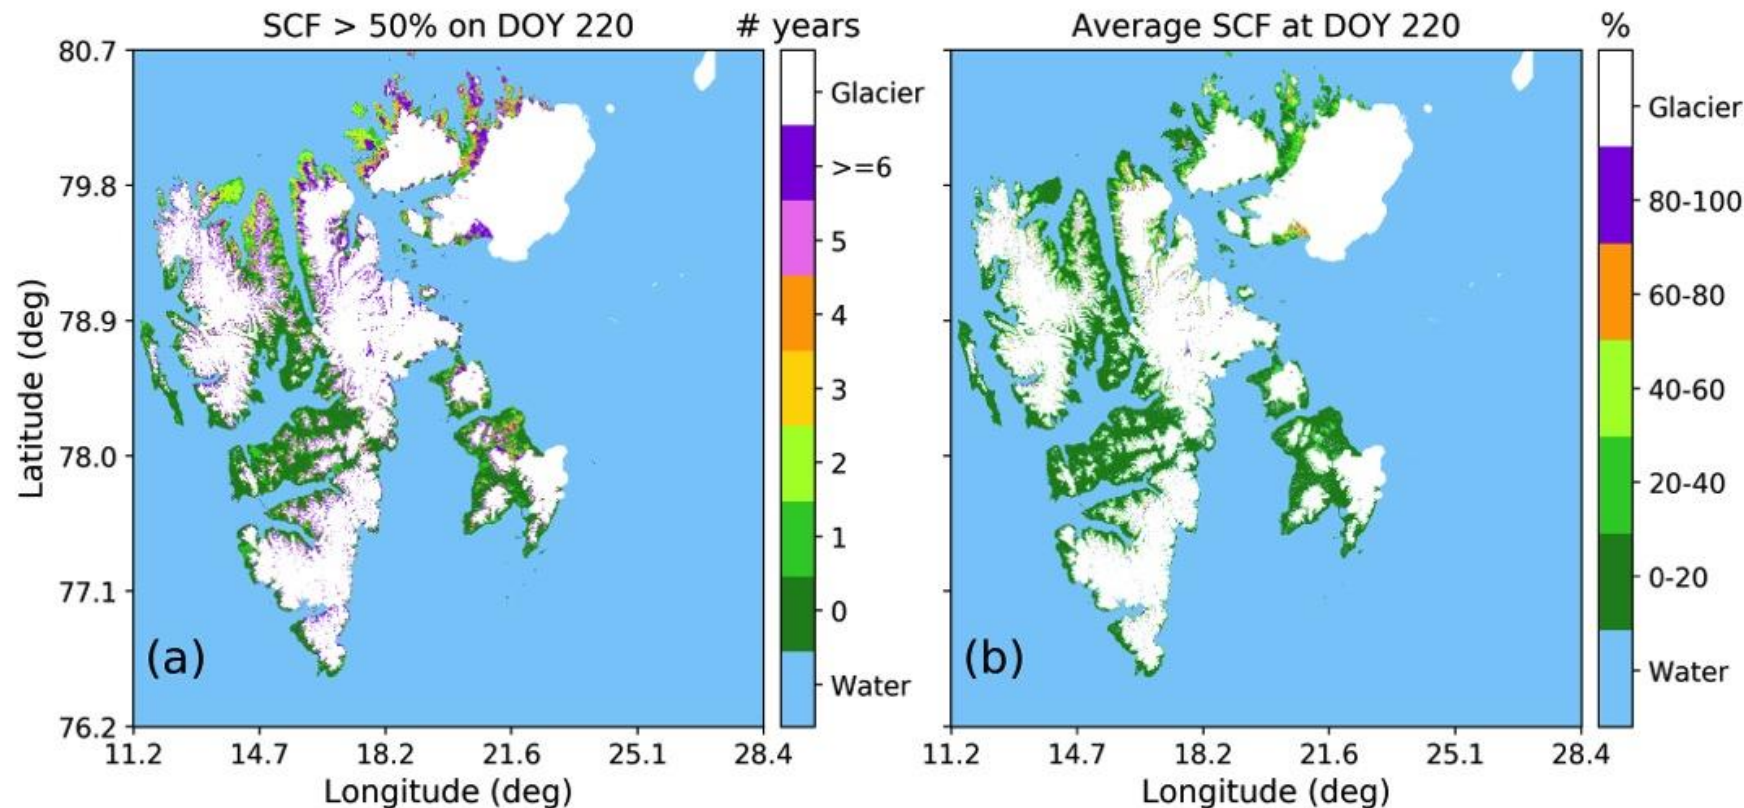 SCF > 50% on DOY 220
# years
80.7
79.8
78.9
78.0
77.1
76.2
Latitude (deg)
11.2 14.7 18.2 21.6 25.1 28.4
Longitude (deg)
(a)
Glacier
>=6
5
4
3
2
1
0
Water
Average SCF at DOY 220
%
11.2 14.7 18.2 21.6 25.1 28.4
Longitude (deg)
(b)
Glacier
80-100
60-80
40-60
20-40
0-20
Water